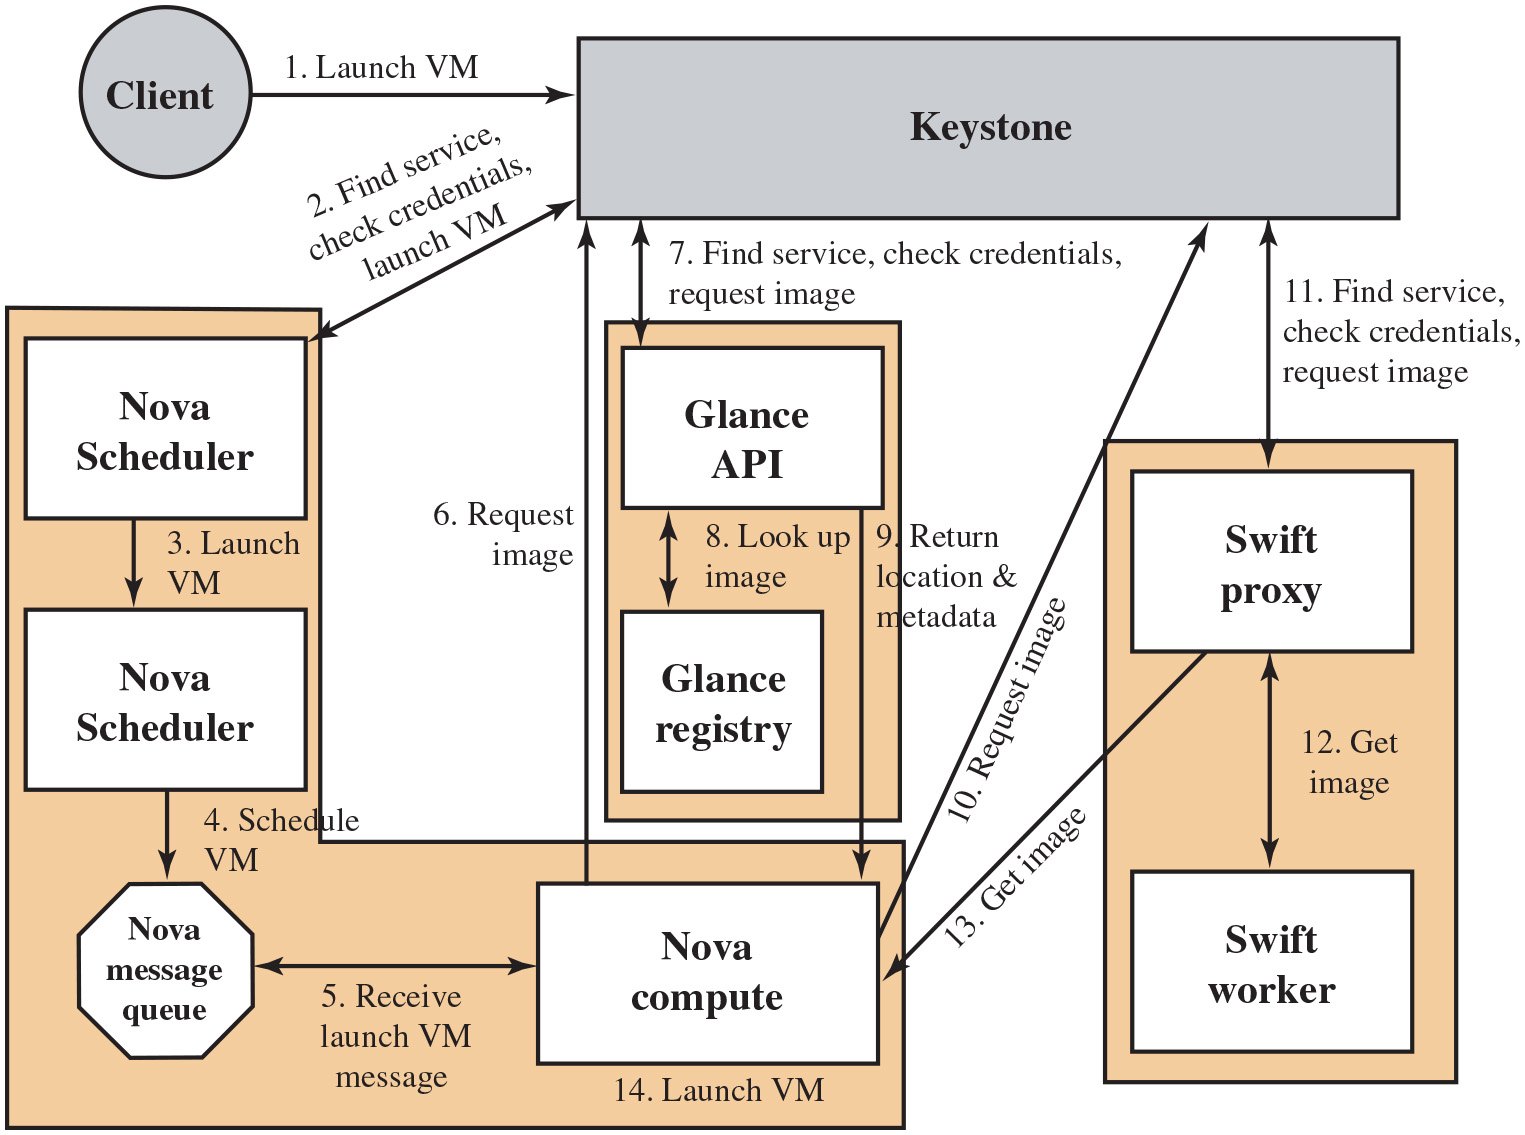 Client
1. Launch VM
Keystone
2. Find service,
check credentials,
launch VM
7. Find service, check credentials,
request image
11. Find service,
check credentials,
request image
Nova
Scheduler
Glance
API
6. Request
image
3. Launch
VM
8. Look up
image
9. Return
location &
metadata
Swift
proxy
Nova
Scheduler
Glance
registry
10. Request image
12. Get
image
4. Schedule
VM
13. Get image
Nova
message
queue
5. Receive
launch VM
message
Nova
compute
Swift
worker
14. Launch VM